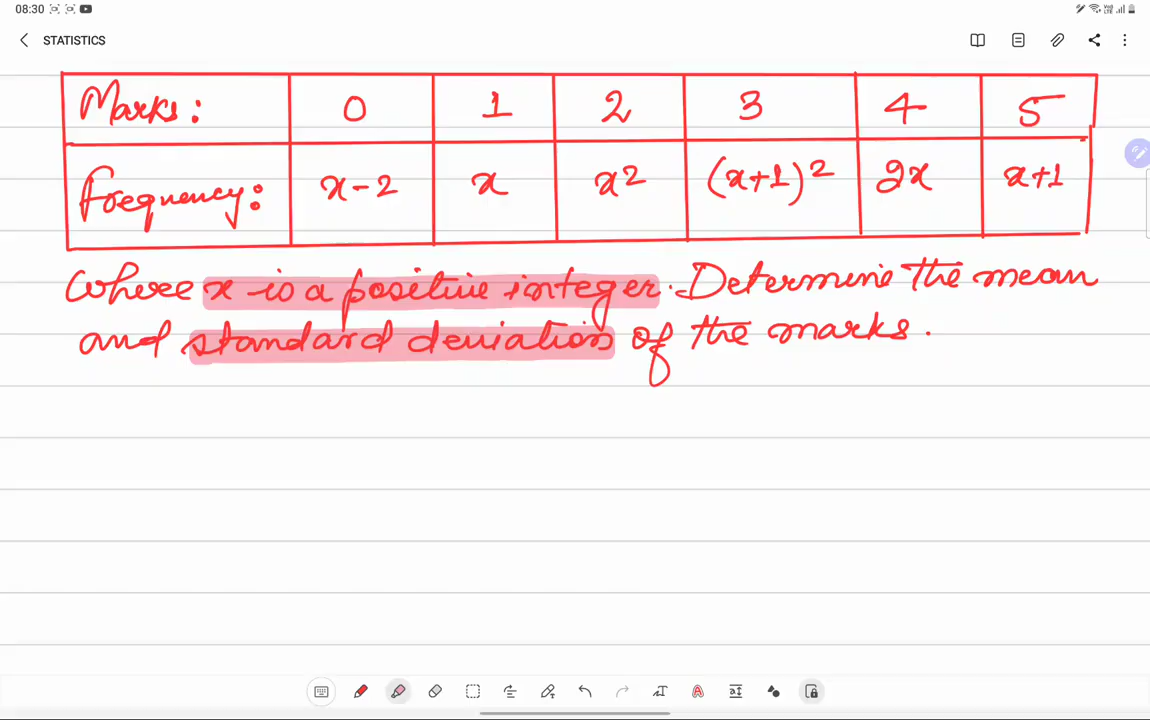 08:30
STATISTICS
Marks: 0 1 2 3 4 5
Frequency: x-2 x x² (x+1)² 2x x+1
Where x is a positive integer. Determine the mean
and standard deviation of the marks.